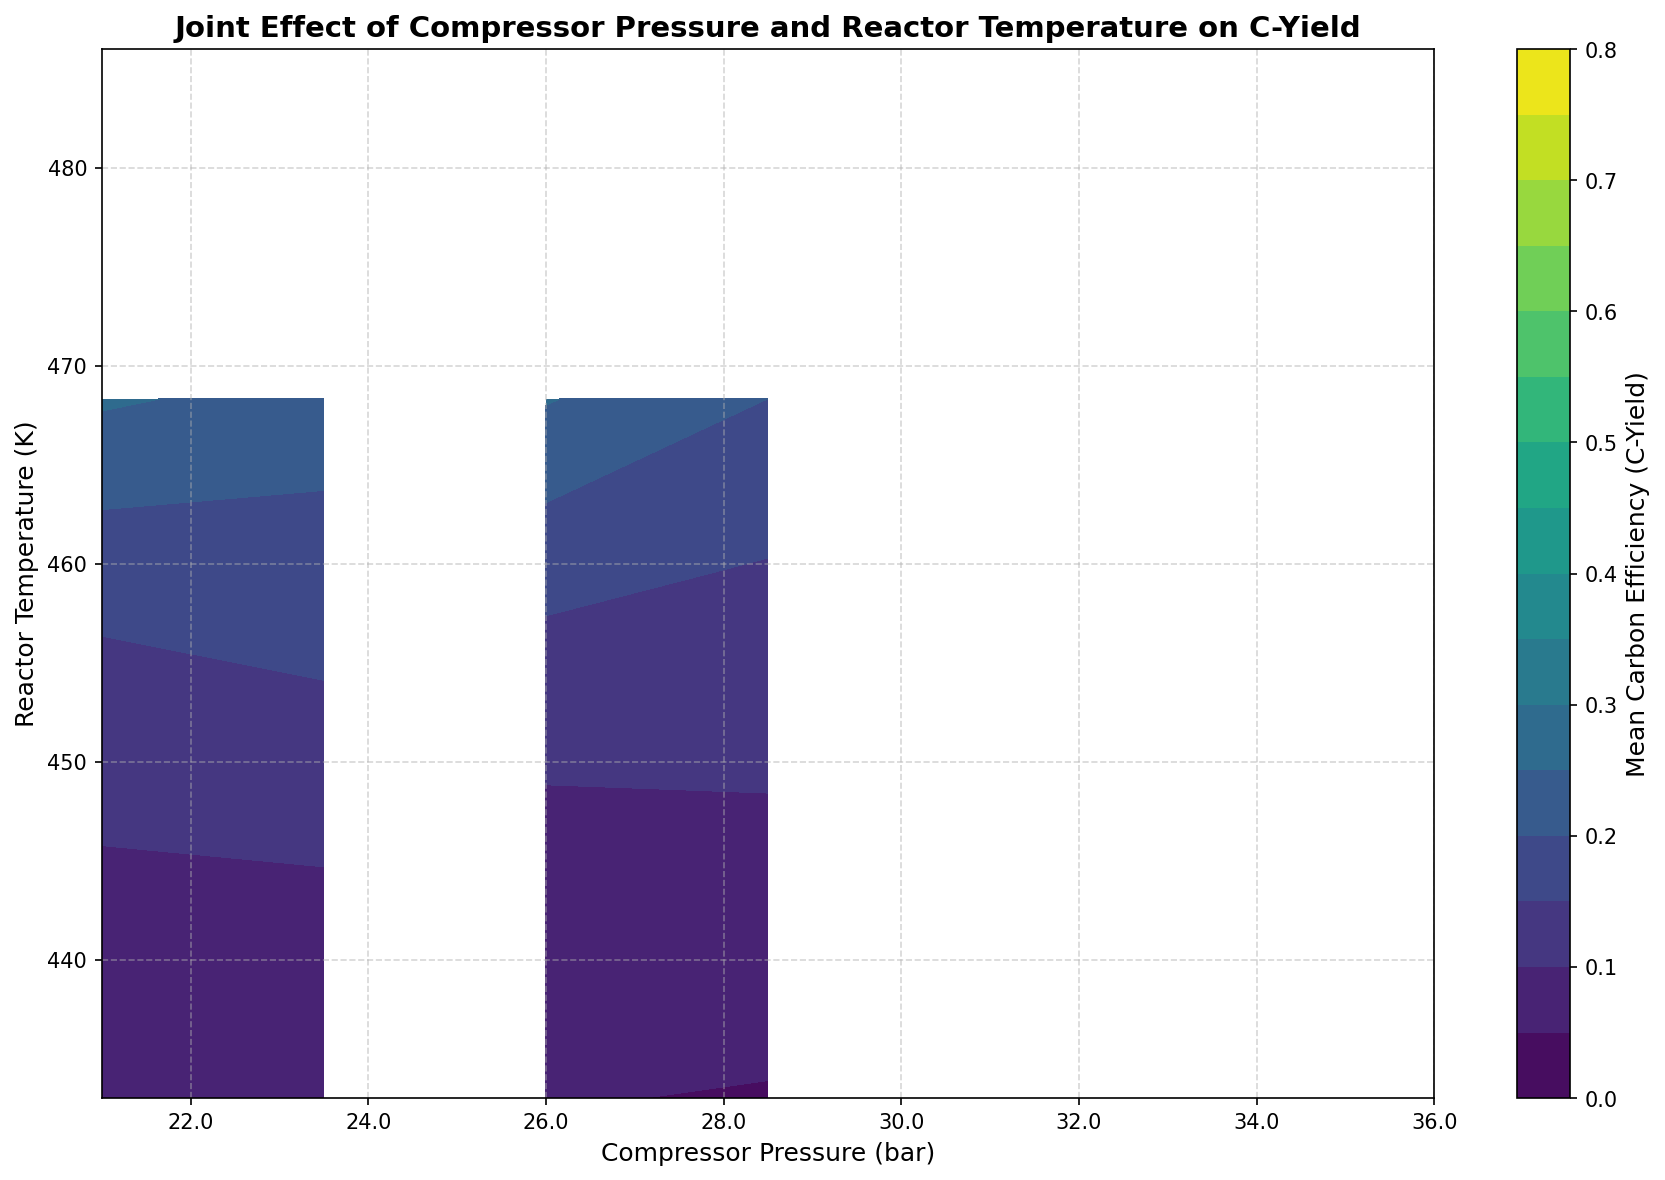 Joint Effect of Compressor Pressure and Reactor Temperature on C-Yield
Reactor Temperature (K)
480
470
460
450
440
22.0 24.0 26.0 28.0 30.0 32.0 34.0 36.0
Compressor Pressure (bar)
0.8
0.7
0.6
0.5
0.4
0.3
0.2
0.1
0.0
Mean Carbon Efficiency (C-Yield)